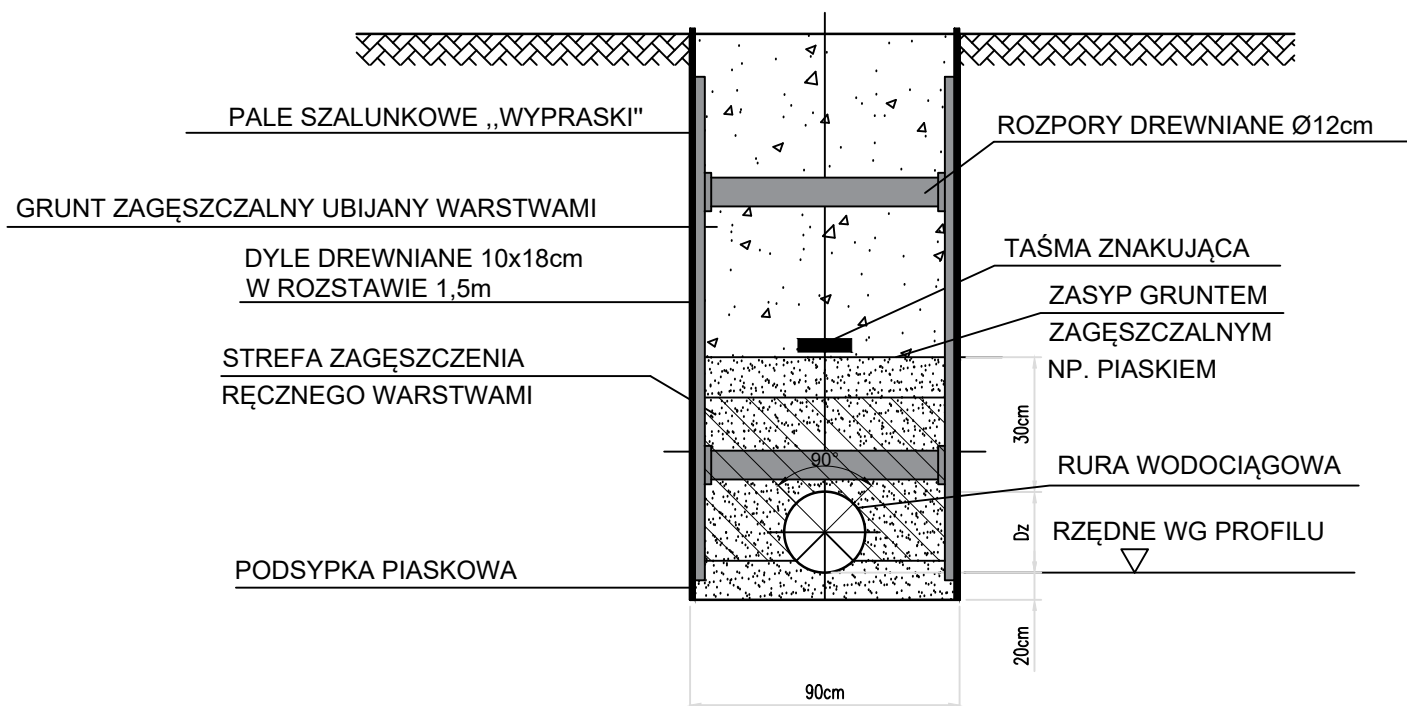 PALE SZALUNKOWE ,,WYPRASKI"
ROZPORY DREWNIANE Ø12cm
GRUNT ZAGĘSZCZALNY UBIJANY WARSTWAMI
DYLE DREWNIANE 10x18cm
W ROZSTAWIE 1,5m
TAŚMA ZNAKUJĄCA
ZASYP GRUNTEM
ZAGĘSZCZALNYM
NP. PIASKIEM
STREFA ZAGĘSZCZENIA
RĘCZNEGO WARSTWAMI
30cm
90°
RURA WODOCIĄGOWA
Dz
RZĘDNE WG PROFILU
PODSYPKA PIASKOWA
20cm
90cm